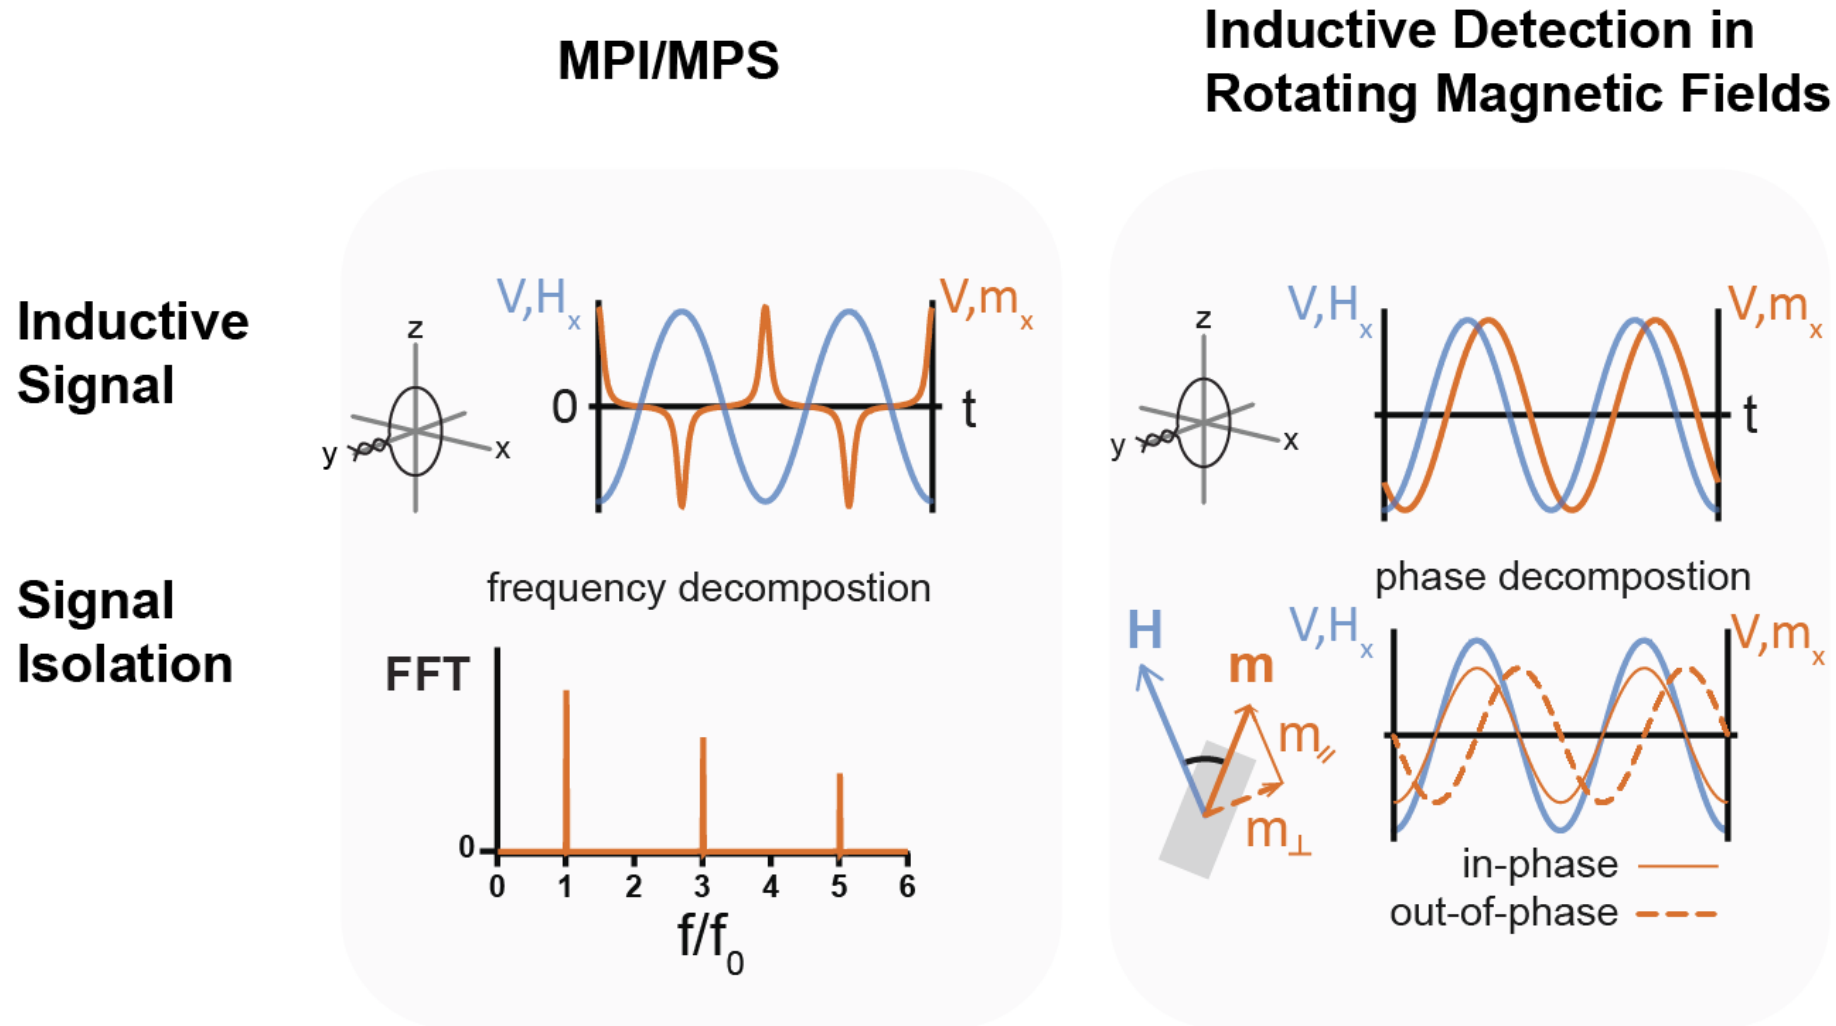 MPI/MPS
Inductive Detection in
Rotating Magnetic Fields
Inductive
Signal
z
y
x
V,Hx
V,mx
0
t
z
y
x
V,Hx
V,mx
t
Signal
Isolation
frequency decompostion
FFT
0
0 1 2 3 4 5 6
f/f0
phase decompostion
H
m
m∥
m⊥
V,Hx
V,mx
in-phase
out-of-phase